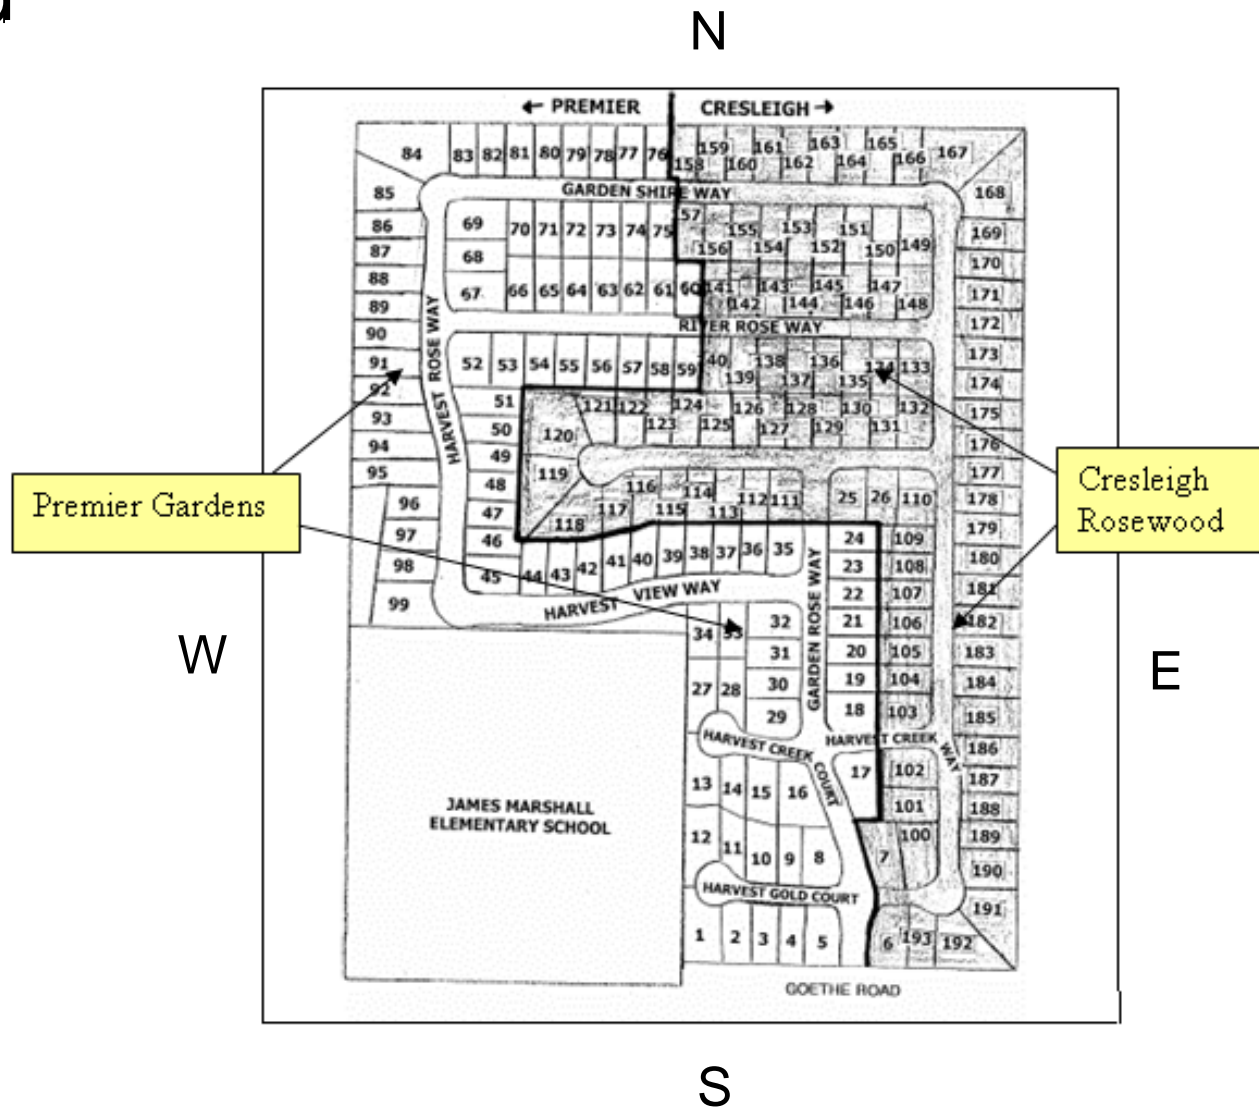 N
← PREMIER CRESLEIGH →
84 83 82 81 80 79 78 77 76 158 159 160 161 162 163 164 165 166 167
85 GARDEN SHIRE WAY 168
86 69 70 71 72 73 74 75 57 156 155 154 153 152 151 150 149 169
87 68 170
88 67 66 65 64 63 62 61 60 141 142 143 144 145 146 147 148 171
89 172
90 RIVER ROSE WAY 173
91 52 53 54 55 56 57 58 59 40 139 138 137 136 135 134 133 174
92 HARVEST ROSE WAY
93 51 121 122 123 124 125 126 127 128 129 130 131 132 175
94 50 120 176
95 49 119 177
96 48 118 117 116 115 114 113 112 111 25 26 110 178
97 47 179
98 46 44 43 42 41 40 39 38 37 36 35 24 109 180
99 45 23 108 181
HARVEST VIEW WAY GARDEN ROSE WAY 22 107
34 33 32 21 106 182
31 20 105 183
27 28 30 19 104 184
29 18 103 185
HARVEST CREEK COURT HARVEST CREEK WAY 186
13 14 15 16 17 102 187
101 188
12 11 10 9 8 7 100 189
190
HARVEST GOLD COURT 191
1 2 3 4 5 6 193 192
Premier Gardens
Cresleigh
Rosewood
W
E
JAMES MARSHALL
ELEMENTARY SCHOOL
GOETHE ROAD
S